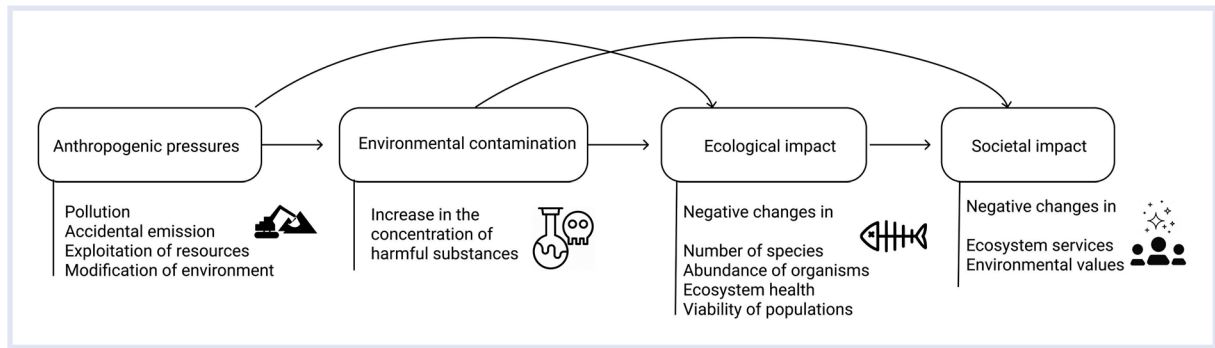 Anthropogenic pressures
Pollution
Accidental emission
Exploitation of resources
Modification of environment
Environmental contamination
Increase in the
concentration of
harmful substances
Ecological impact
Negative changes in
Number of species
Abundance of organisms
Ecosystem health
Viability of populations
Societal impact
Negative changes in
Ecosystem services
Environmental values